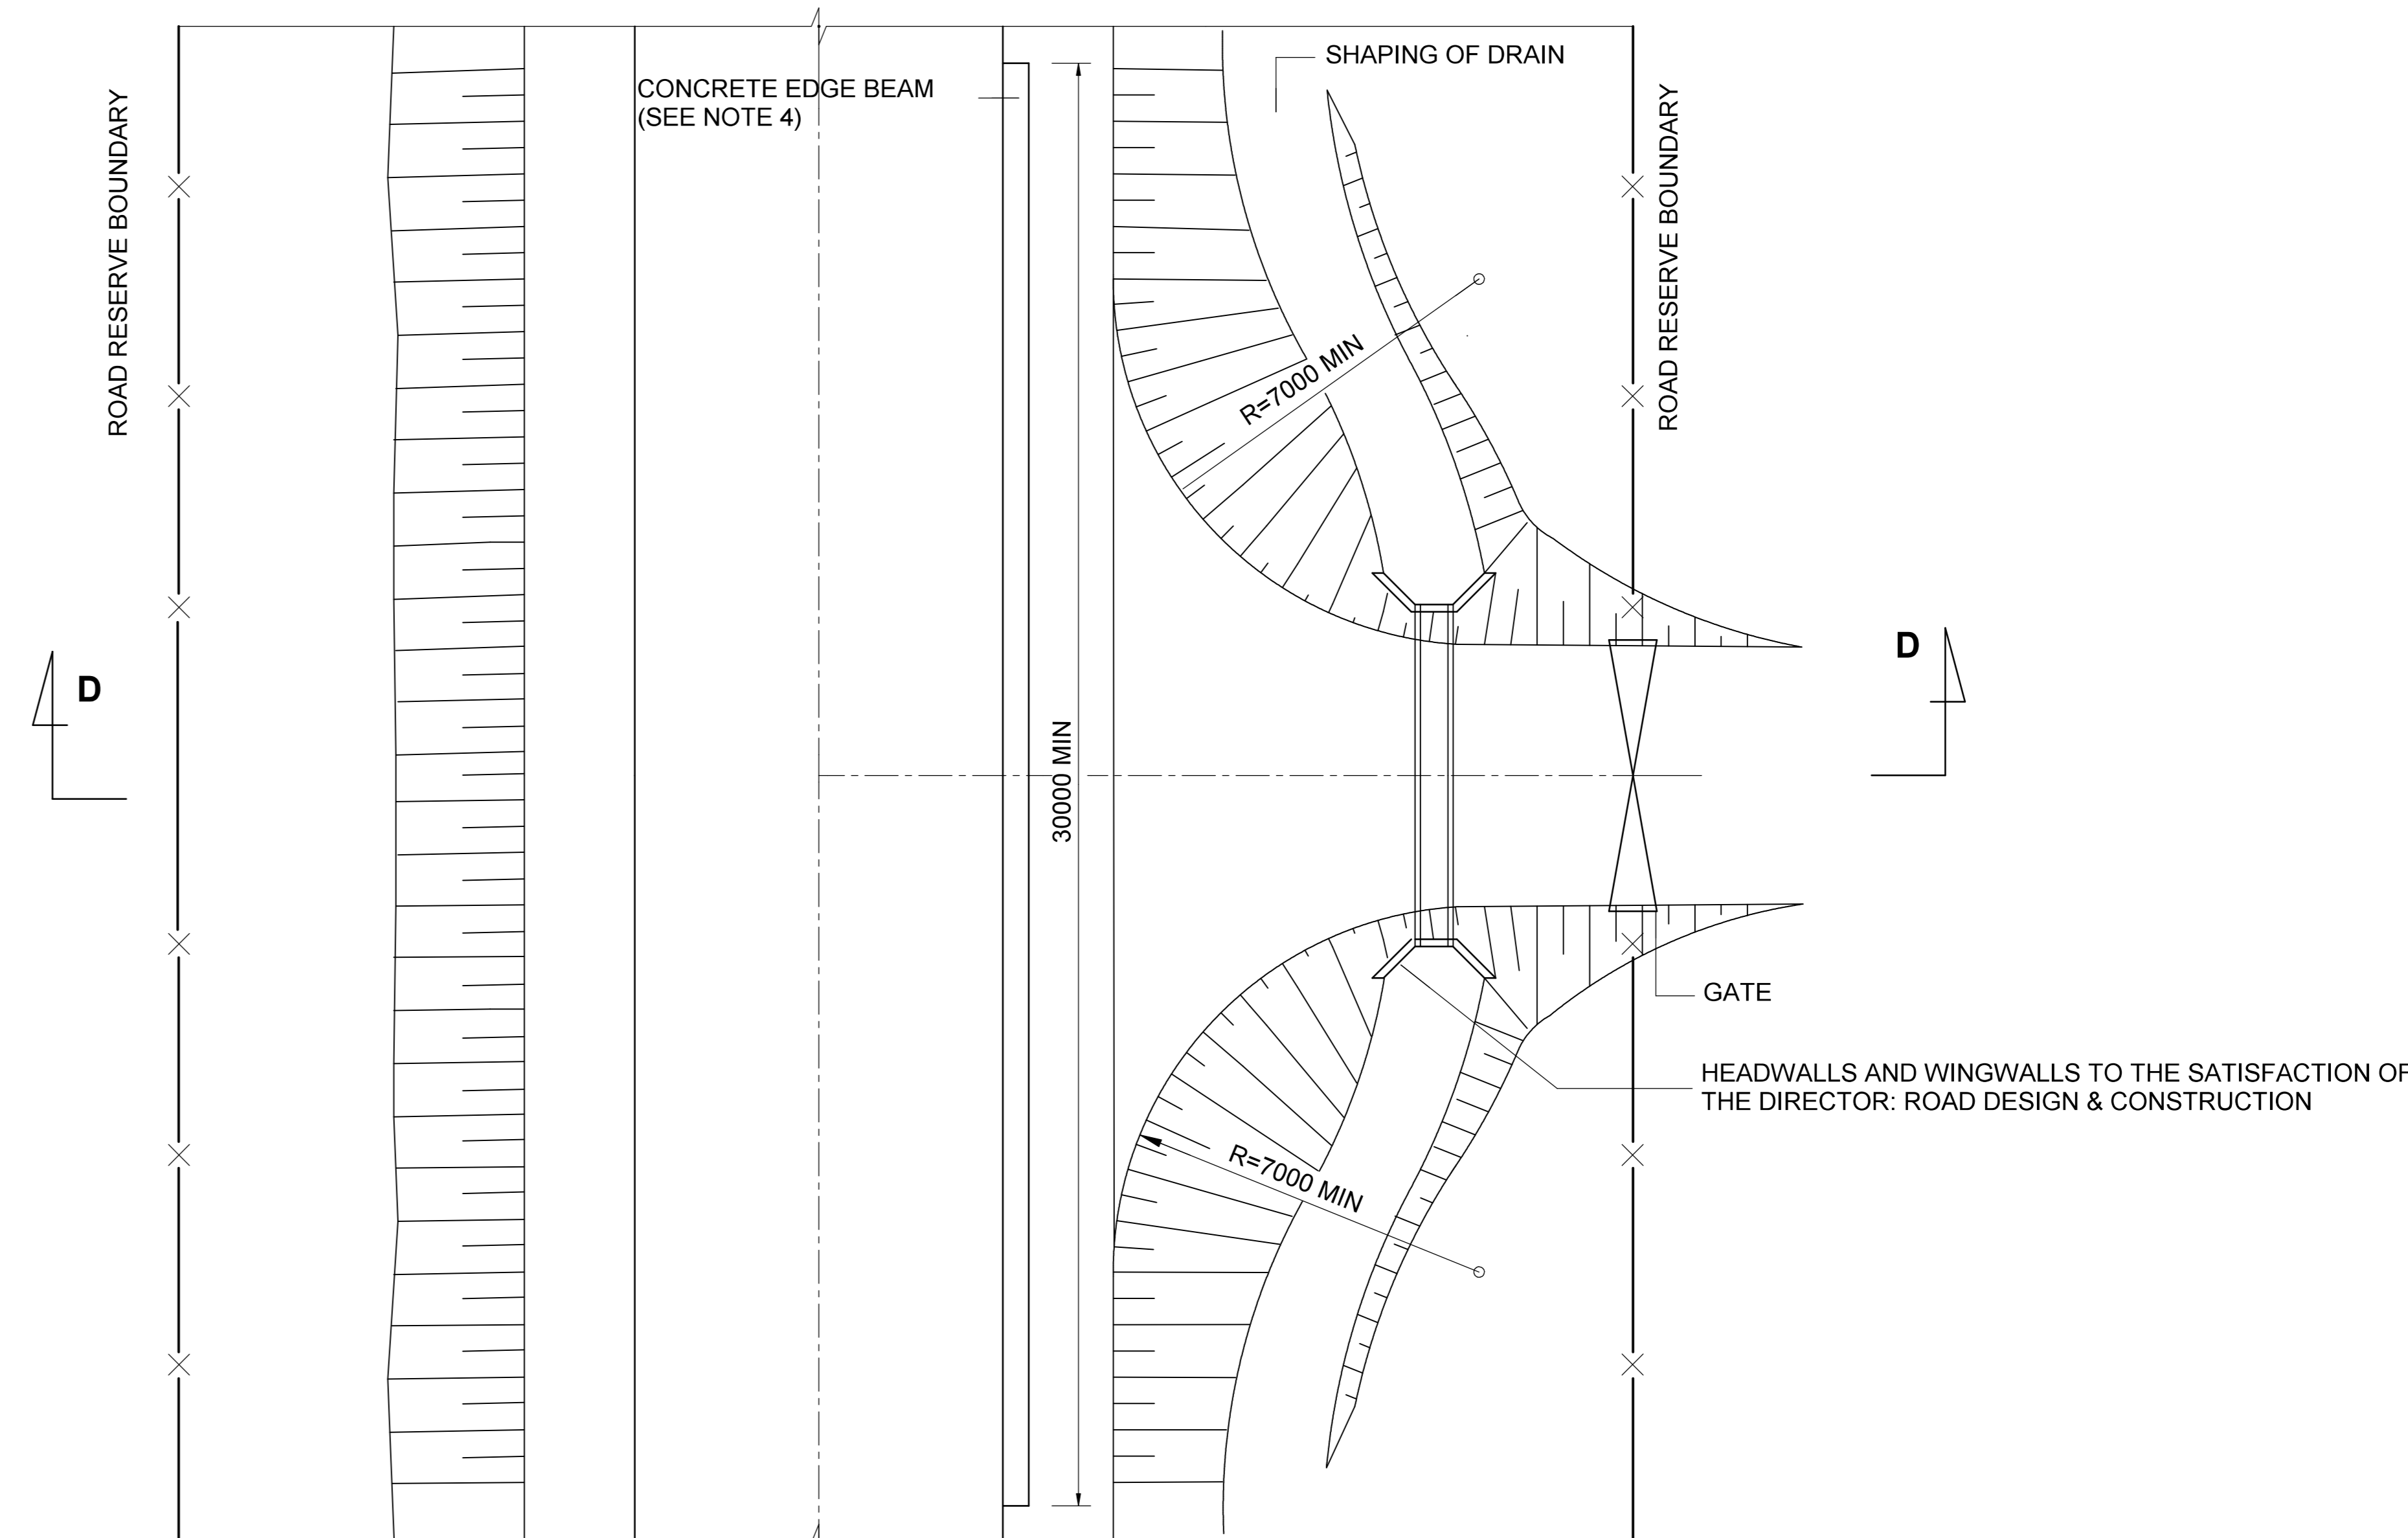 SHAPING OF DRAIN
CONCRETE EDGE BEAM
(SEE NOTE 4)
ROAD RESERVE BOUNDARY
ROAD RESERVE BOUNDARY
R=7000 MIN
D
D
30000 MIN
GATE
HEADWALLS AND WINGWALLS TO THE SATISFACTION OF
THE DIRECTOR: ROAD DESIGN & CONSTRUCTION
R=7000 MIN